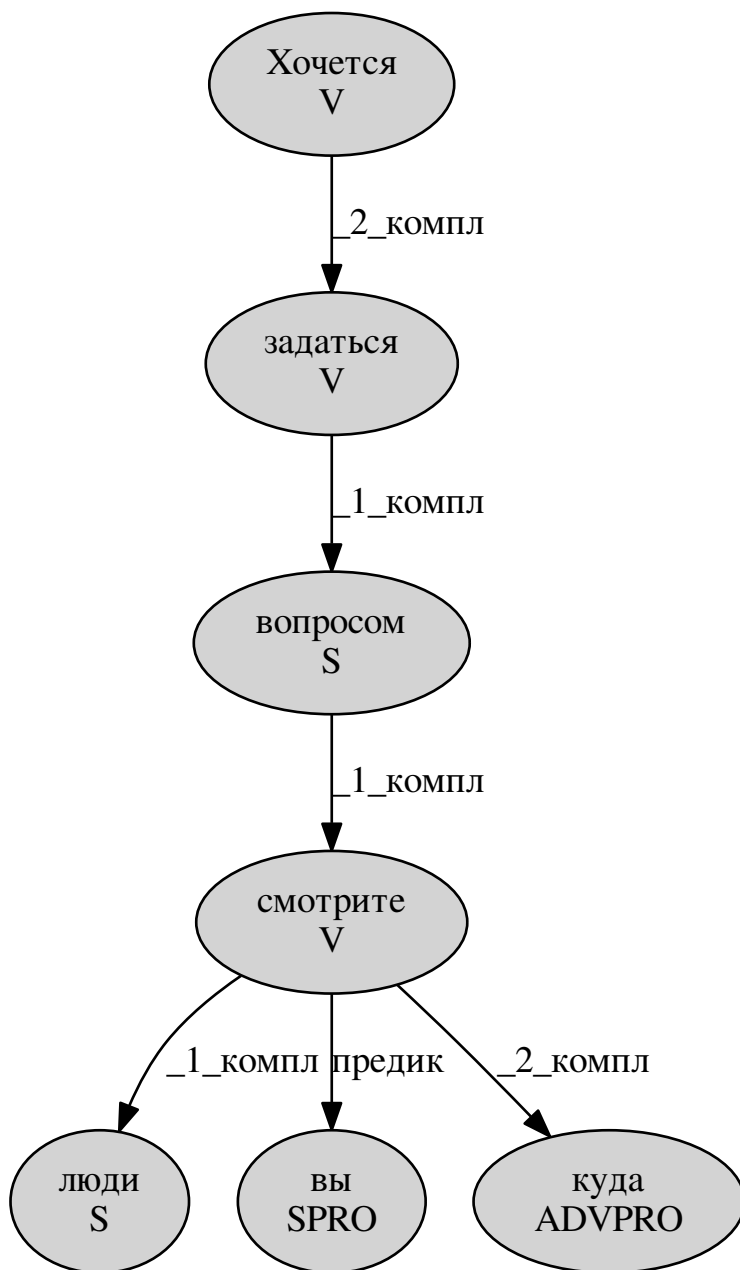 Хочется
V
_2_компл
задаться
V
_1_компл
вопросом
S
_1_компл
смотрите
V
_1_компл предик _2_компл
люди вы куда
S SPRO ADVPRO